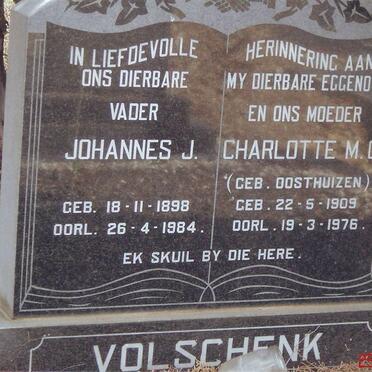 IN LIEFDEVOLLE
ONS DIERBARE
VADER
JOHANNES J.
GEB. 18-11-1898
OORL. 26-4-1984.
HERINNERING AAN
MY DIERBARE EGGENO
EN ONS MOEDER
CHARLOTTE M.
(GEB. OOSTHUIZEN)
GEB. 22-5-1909
OORL. 19-3-1976.
EK SKUIL BY DIE HERE.
VOLSCHENK